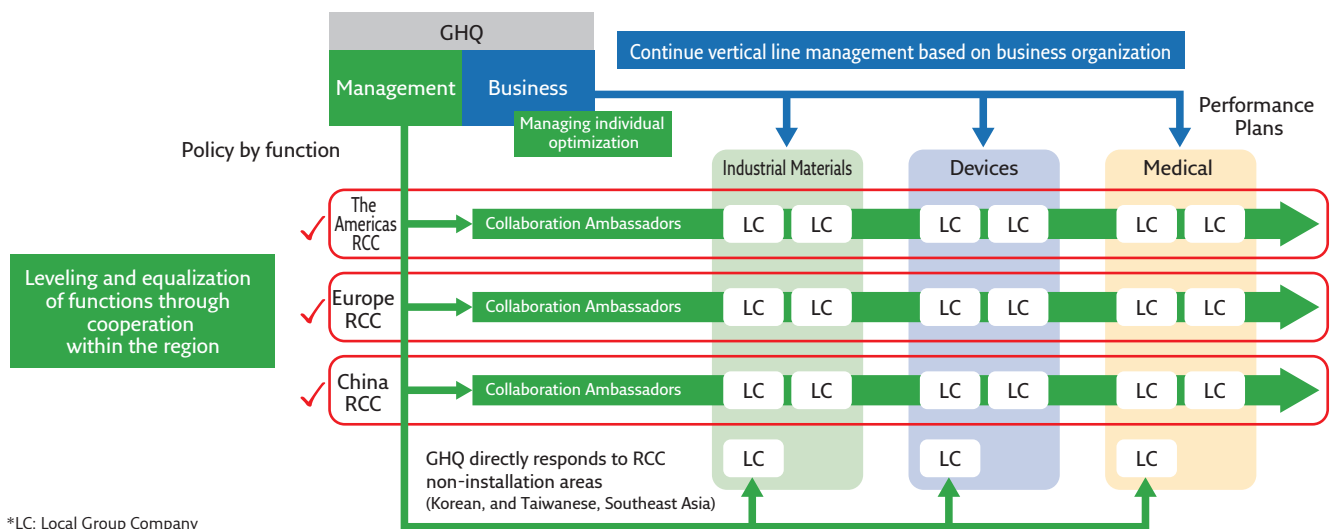 GHQ
Management
Business
Continue vertical line management based on business organization
Managing individual
optimization
Performance
Plans
Policy by function
Industrial Materials
Devices
Medical
The
Americas
RCC
Collaboration Ambassadors
LC
LC
LC
LC
LC
LC
Leveling and equalization
of functions through
cooperation
within the region
Europe
RCC
Collaboration Ambassadors
LC
LC
LC
LC
LC
LC
China
RCC
Collaboration Ambassadors
LC
LC
LC
LC
LC
LC
GHQ directly responds to RCC
non-installation areas
(Korean, and Taiwanese, Southeast Asia)
LC
LC
LC
*LC: Local Group Company